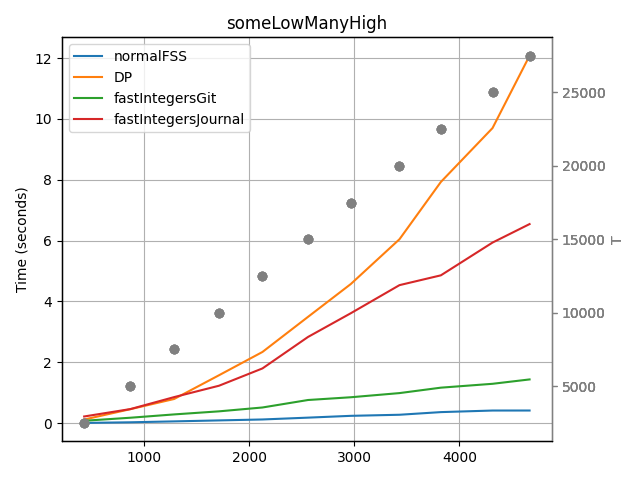 someLowManyHigh
normalFSS
DP
fastIntegersGit
fastIntegersJournal
Time (seconds)
12
10
8
6
4
2
0
1000
2000
3000
4000
25000
20000
15000
10000
5000
T